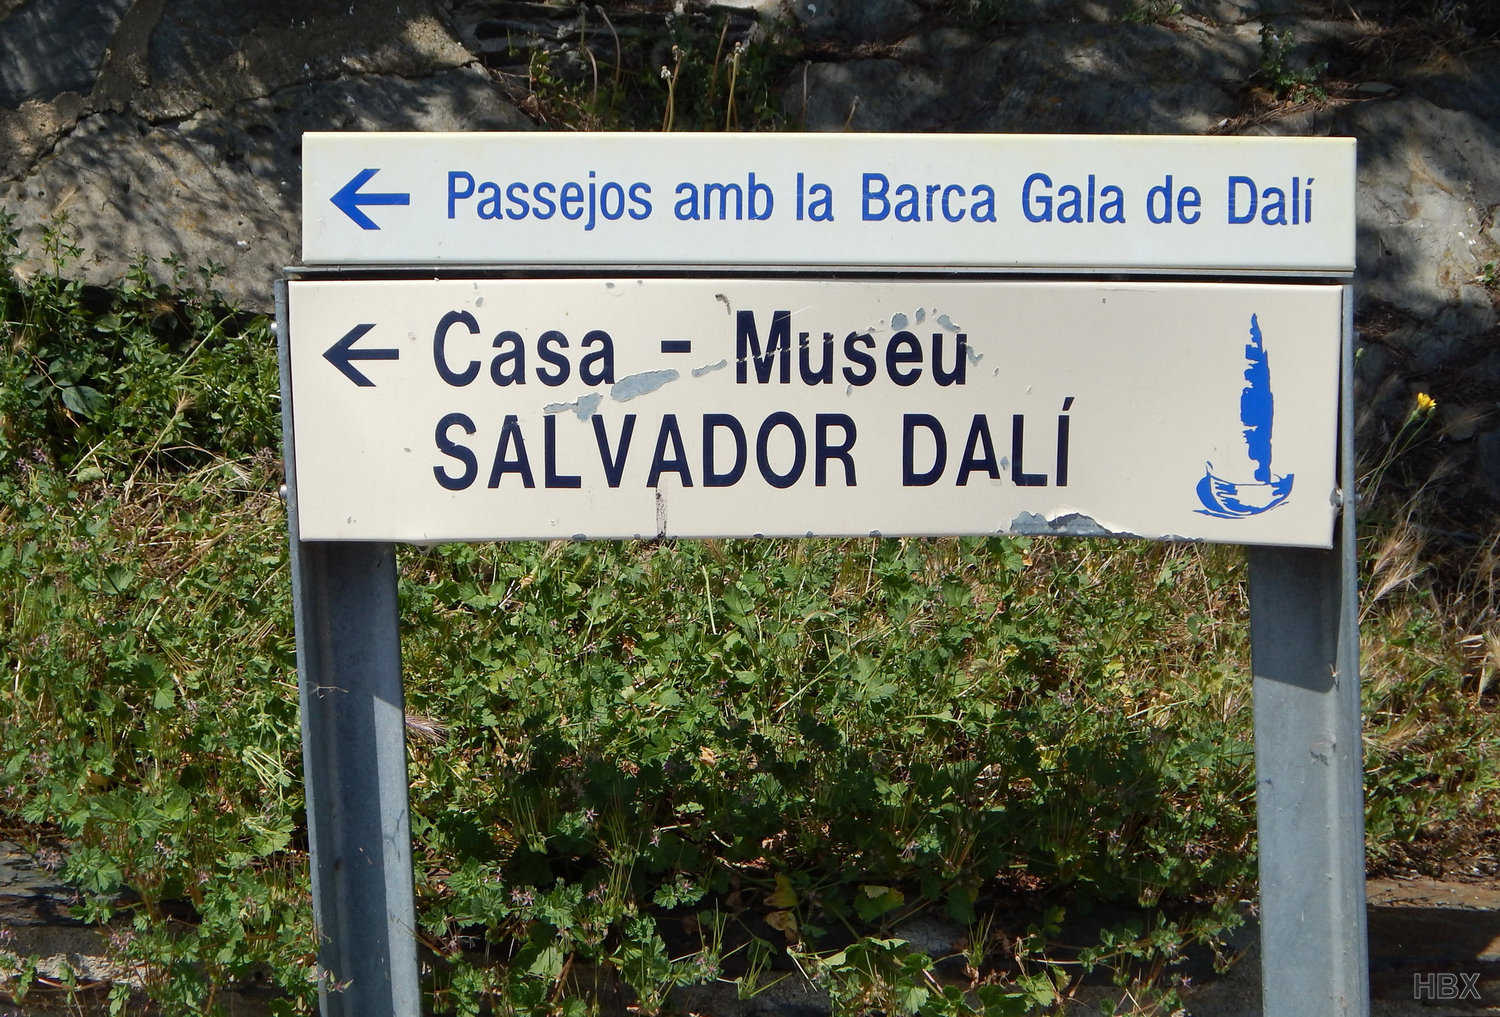 Passejos amb la Barca Gala de Dalí
Casa - Museu
SALVADOR DALÍ
HBX